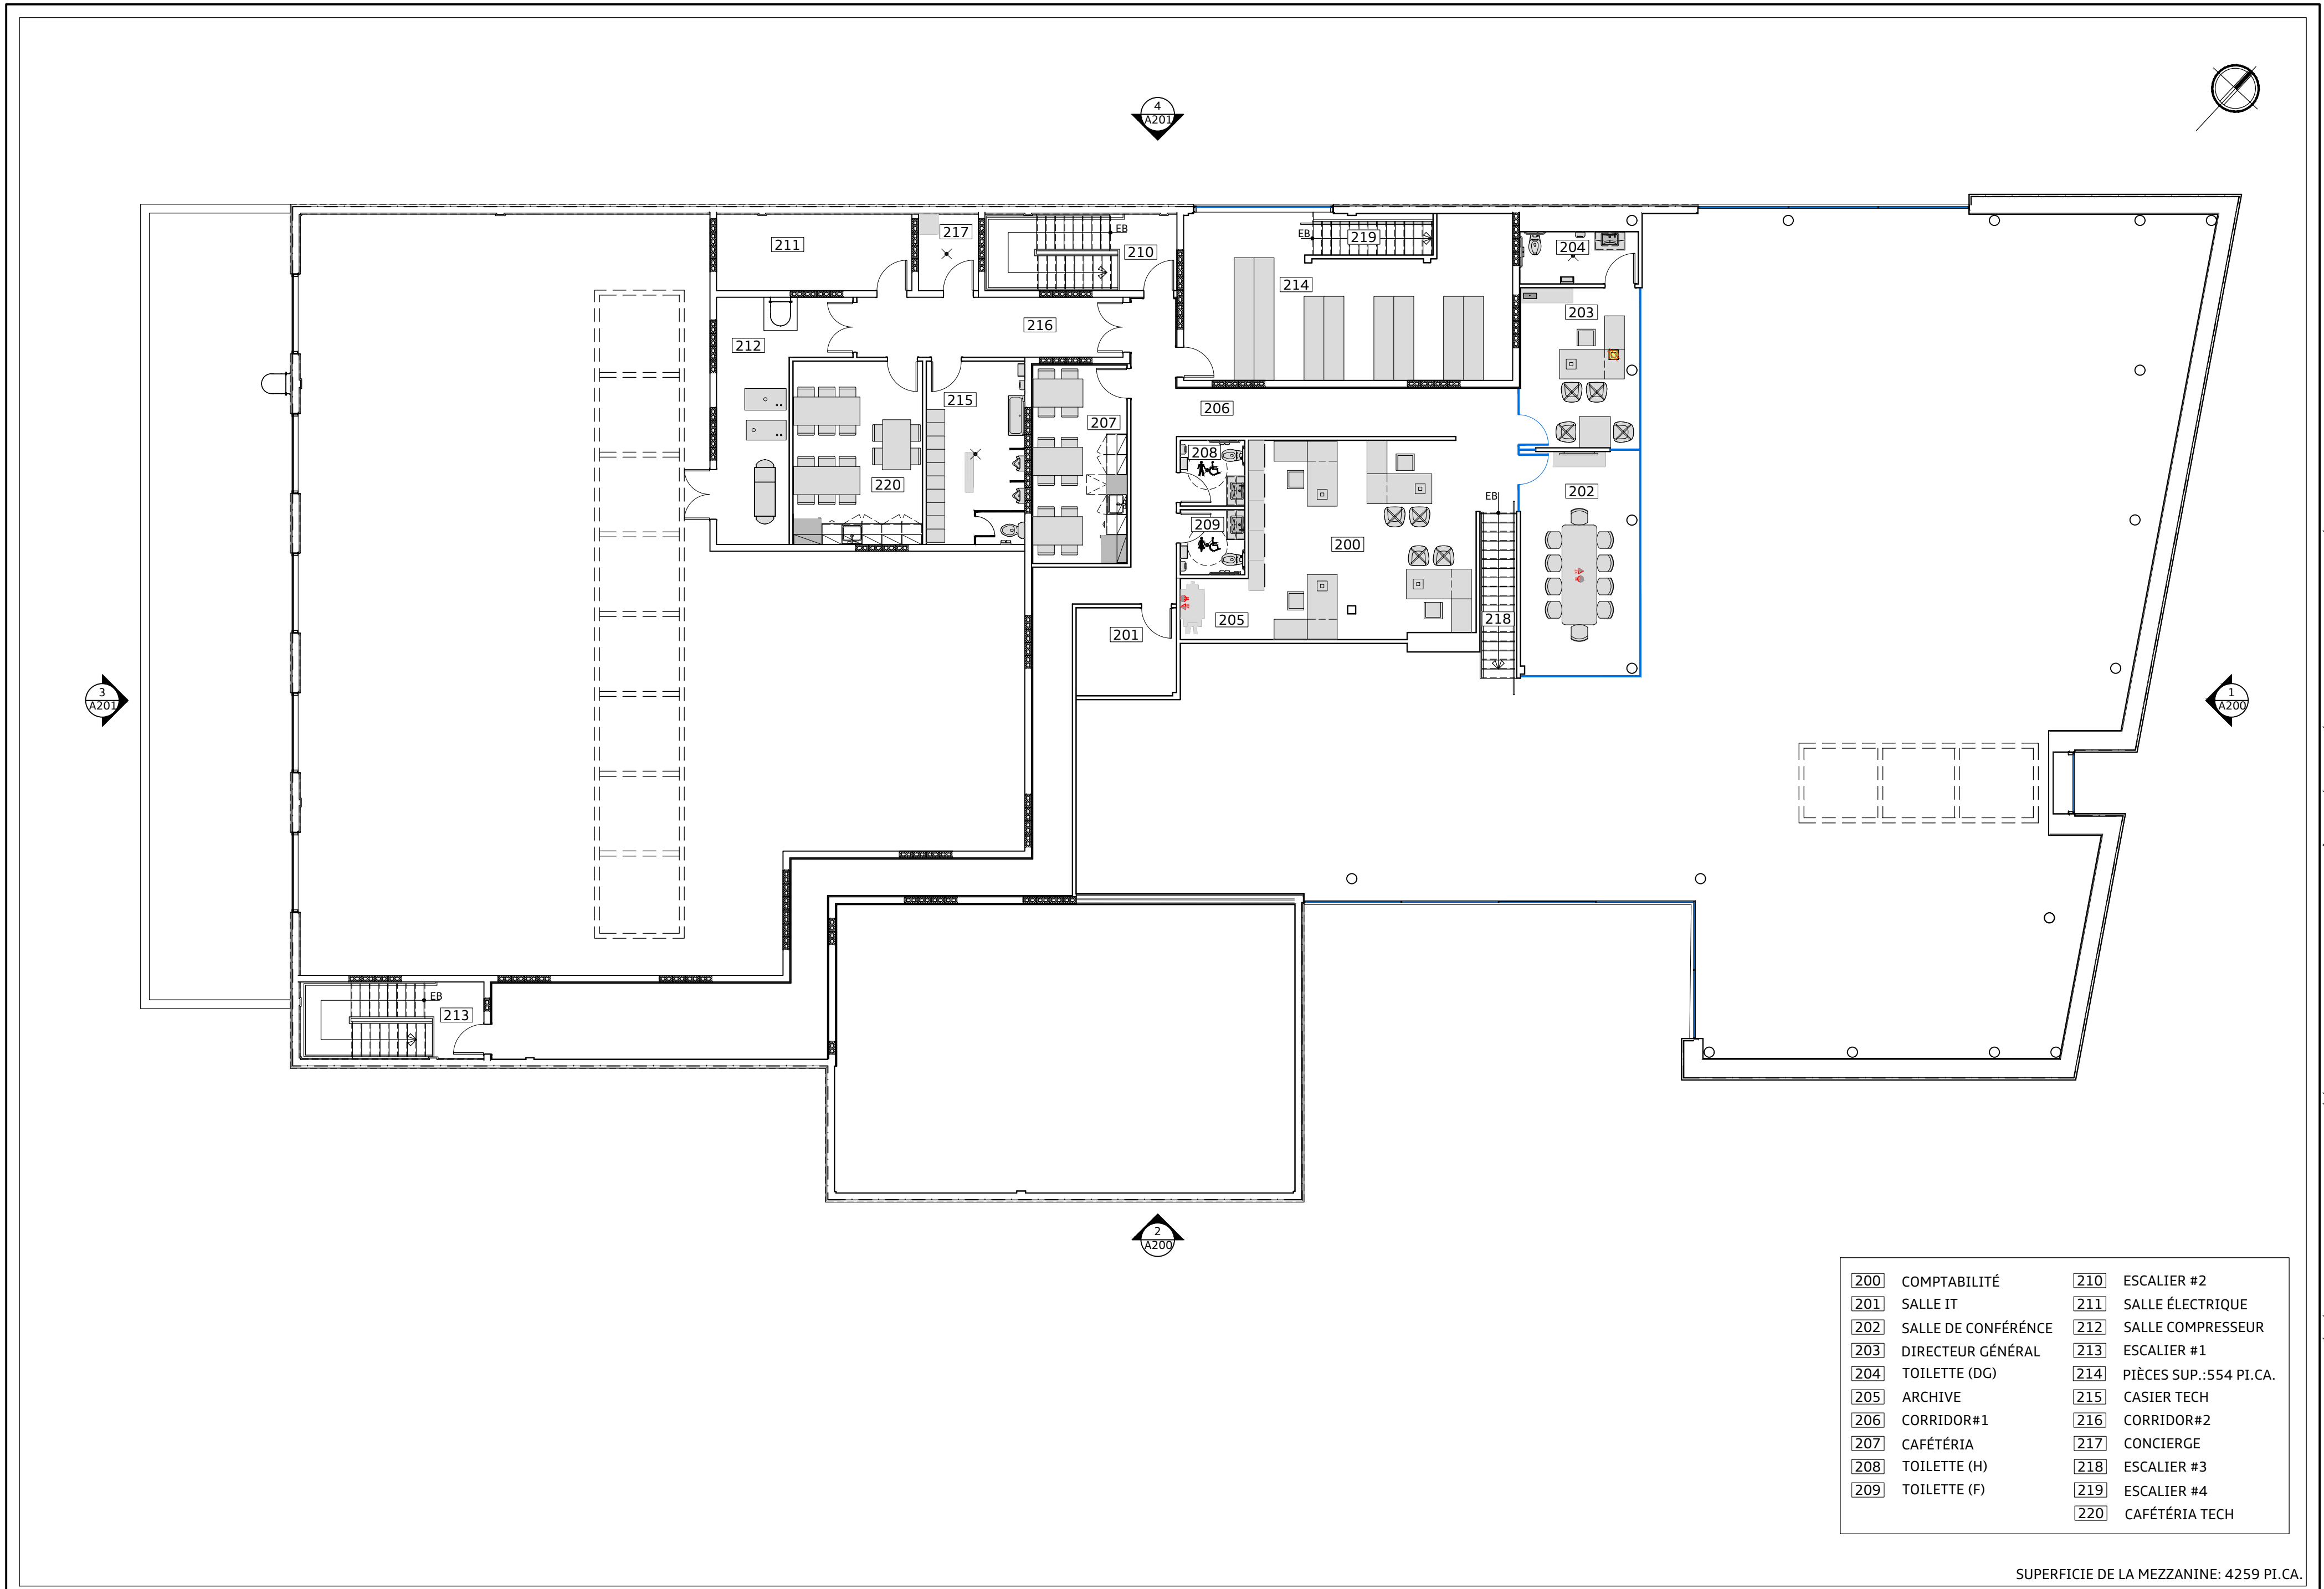 4
A201
217
EB
211
210
EB
219
204
214
203
216
212
206
215
207
208
220
202
EB
209
200
218
205
201
3
A201
1
A200
EB
213
2
A200
200 COMPTABILITÉ
201 SALLE IT
202 SALLE DE CONFÉRÉNCE
203 DIRECTEUR GÉNÉRAL
204 TOILETTE (DG)
205 ARCHIVE
206 CORRIDOR#1
207 CAFÉTÉRIA
208 TOILETTE (H)
209 TOILETTE (F)
210 ESCALIER #2
211 SALLE ÉLECTRIQUE
212 SALLE COMPRESSEUR
213 ESCALIER #1
214 PIÈCES SUP.:554 PI.CA.
215 CASIER TECH
216 CORRIDOR#2
217 CONCIERGE
218 ESCALIER #3
219 ESCALIER #4
220 CAFÉTÉRIA TECH
SUPERFICIE DE LA MEZZANINE: 4259 PI.CA.